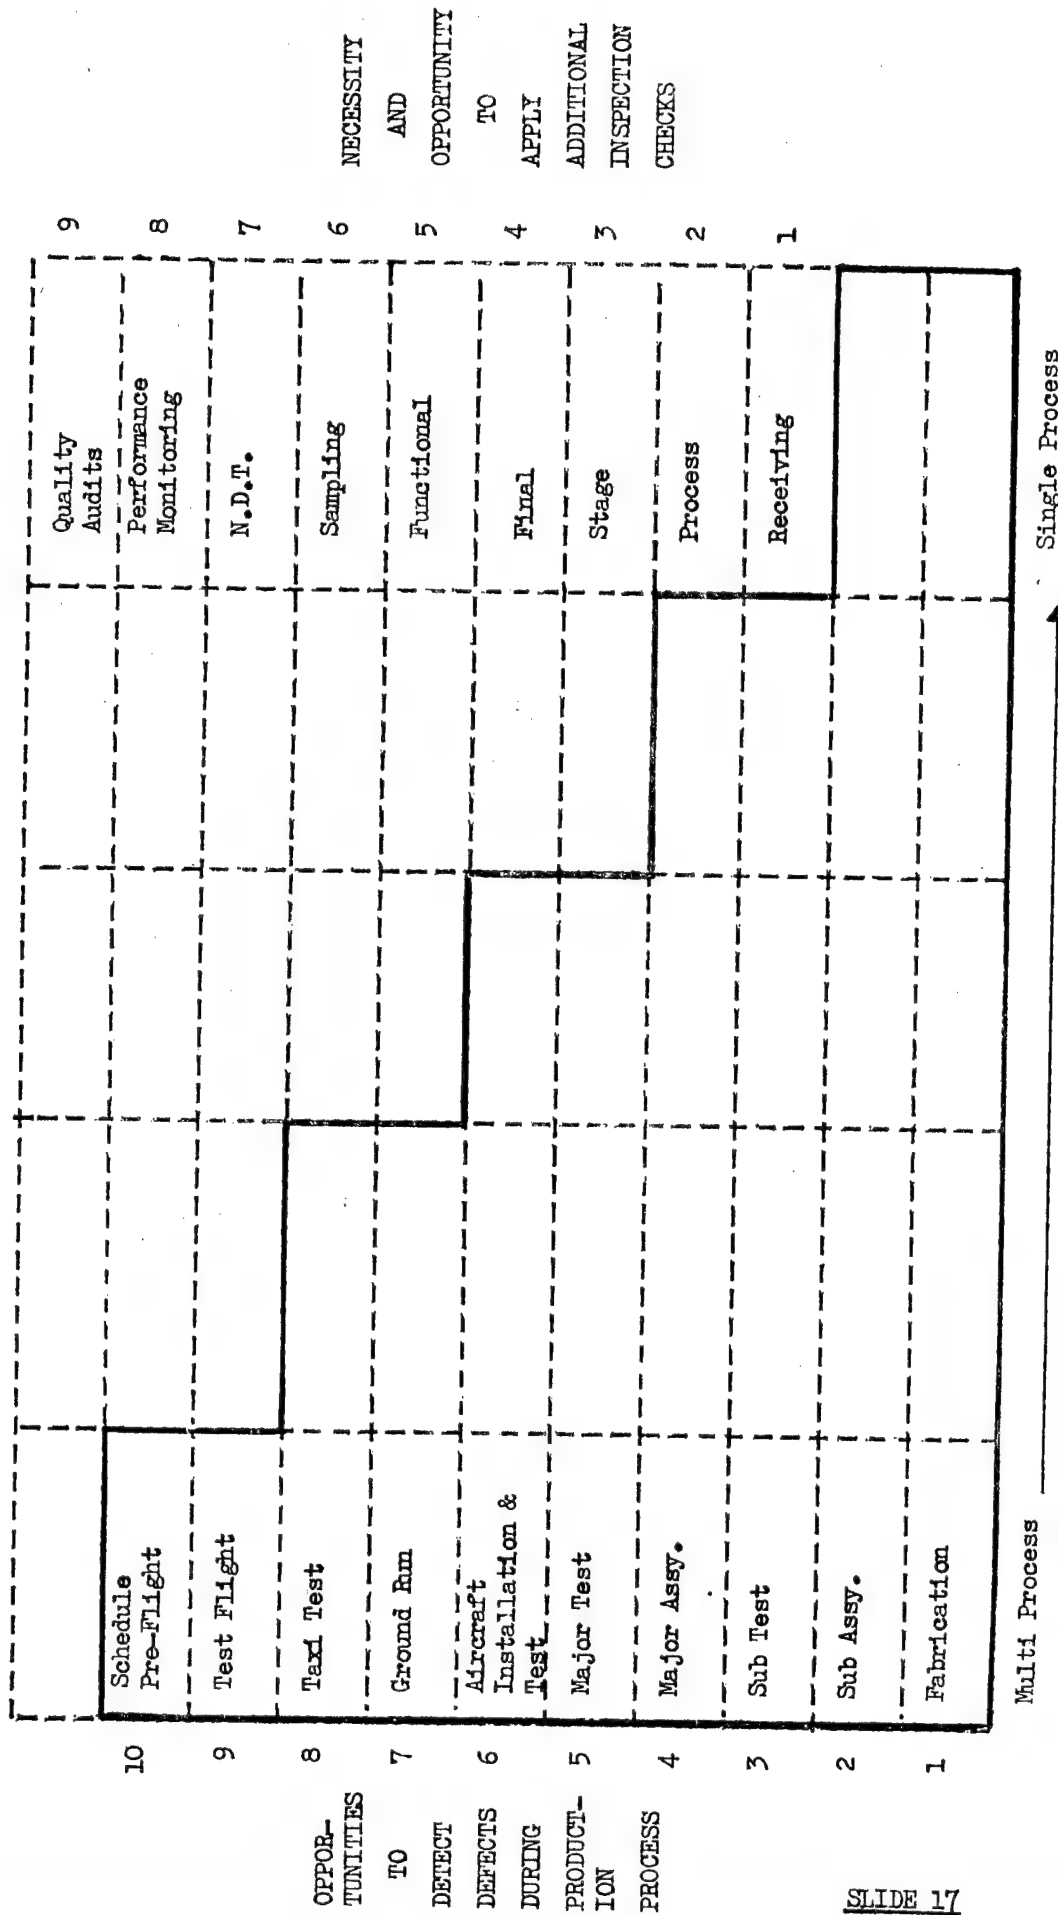 OPPOR-
TUNITIES
TO
DETECT
DEFECTS
DURING
PRODUCT-
ION
PROCESS
10
9
8
7
6
5
4
3
2
1
Schedule
Pre-Flight
Test Flight
Taxi Test
Ground Run
Aircraft
Installation &
Test
Major Test
Major Assy.
Sub Test
Sub Assy.
Fabrication
Quality
Audits
Performance
Monitoring
N.D.T.
Sampling
Functional
Final
Stage
Process
Receiving
9
8
7
6
5
4
3
2
1
NECESSITY
AND
OPPORTUNITY
TO
APPLY
ADDITIONAL
INSPECTION
CHECKS
Multi Process
Single Process
SLIDE 17